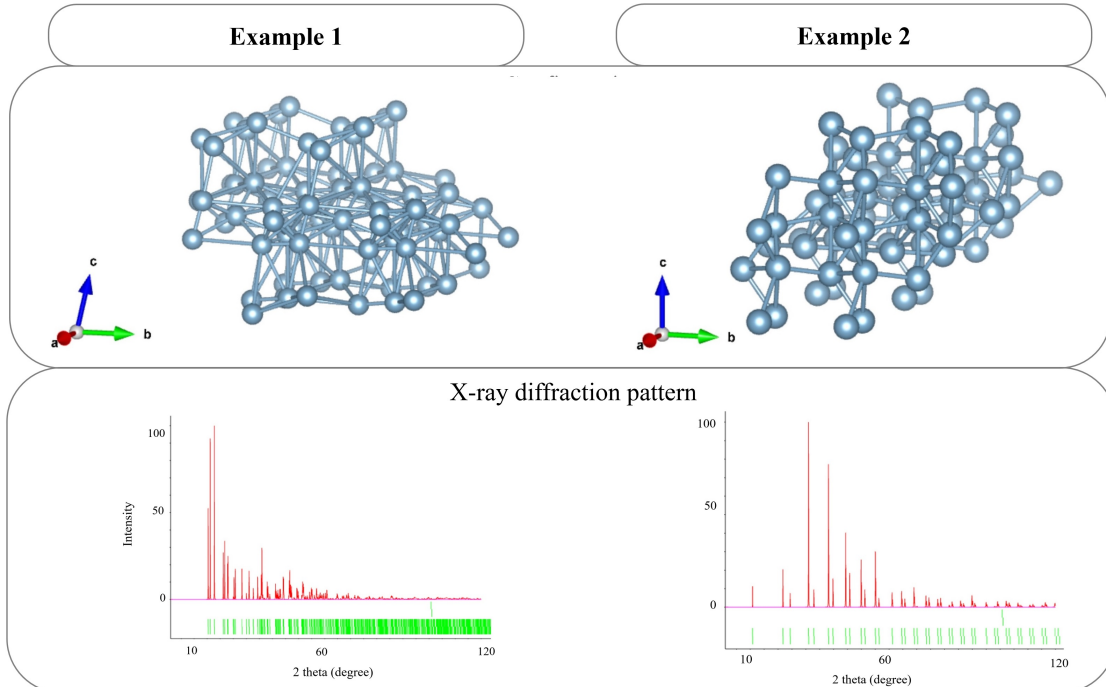 Example 1
Example 2
c
b
a
c
b
a
X-ray diffraction pattern
100
50
0
Intensity
10
60
120
2 theta (degree)
100
50
0
10
60
120
2 theta (degree)